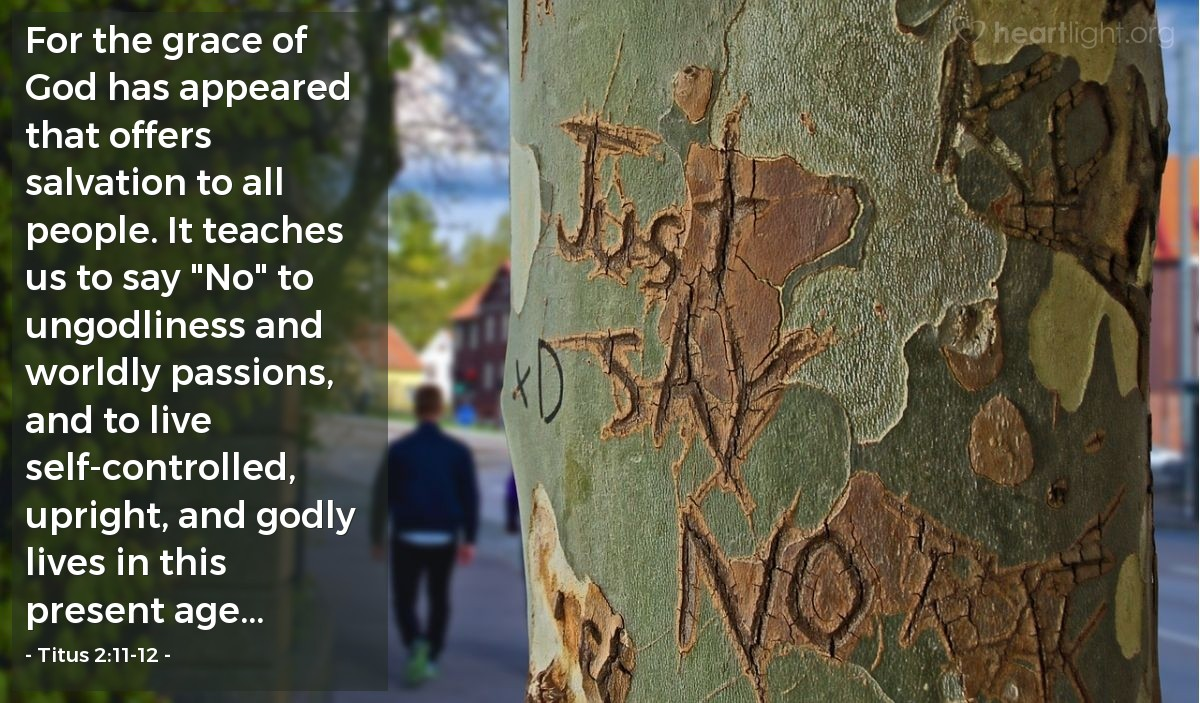 For the grace of
God has appeared
that offers
salvation to all
people. It teaches
us to say "No" to
ungodliness and
worldly passions,
and to live
self-controlled,
upright, and godly
lives in this
present age...
- Titus 2:11-12 -
heartlight.org
Just
SAY
NO
xD